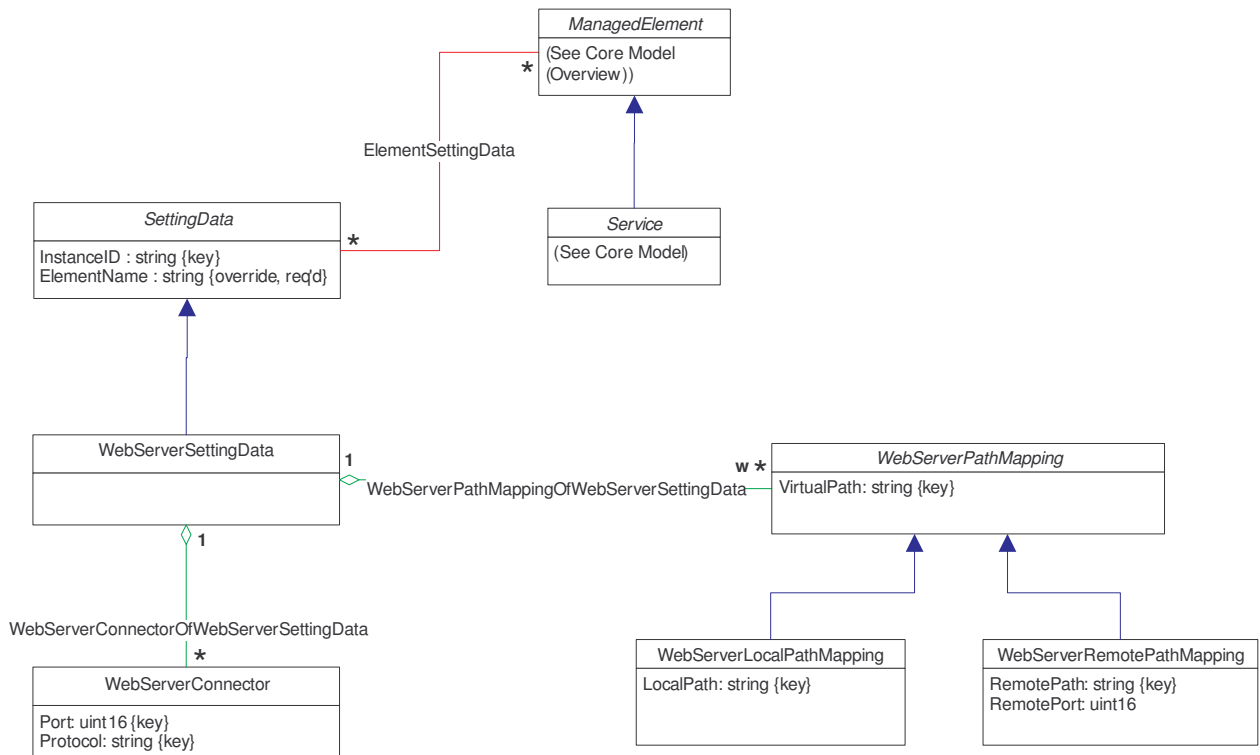 ManagedElement
(See Core Model
(Overview))
*
ElementSettingData
SettingData
InstanceID : string {key}
ElementName : string {override, req'd}
*
Service
(See Core Model)
WebServerSettingData
1
WebServerPathMappingOfWebServerSettingData
w *
WebServerPathMapping
VirtualPath: string {key}
1
WebServerConnectorOfWebServerSettingData
*
WebServerConnector
Port: uint16 {key}
Protocol: string {key}
WebServerLocalPathMapping
LocalPath: string {key}
WebServerRemotePathMapping
RemotePath: string {key}
RemotePort: uint16